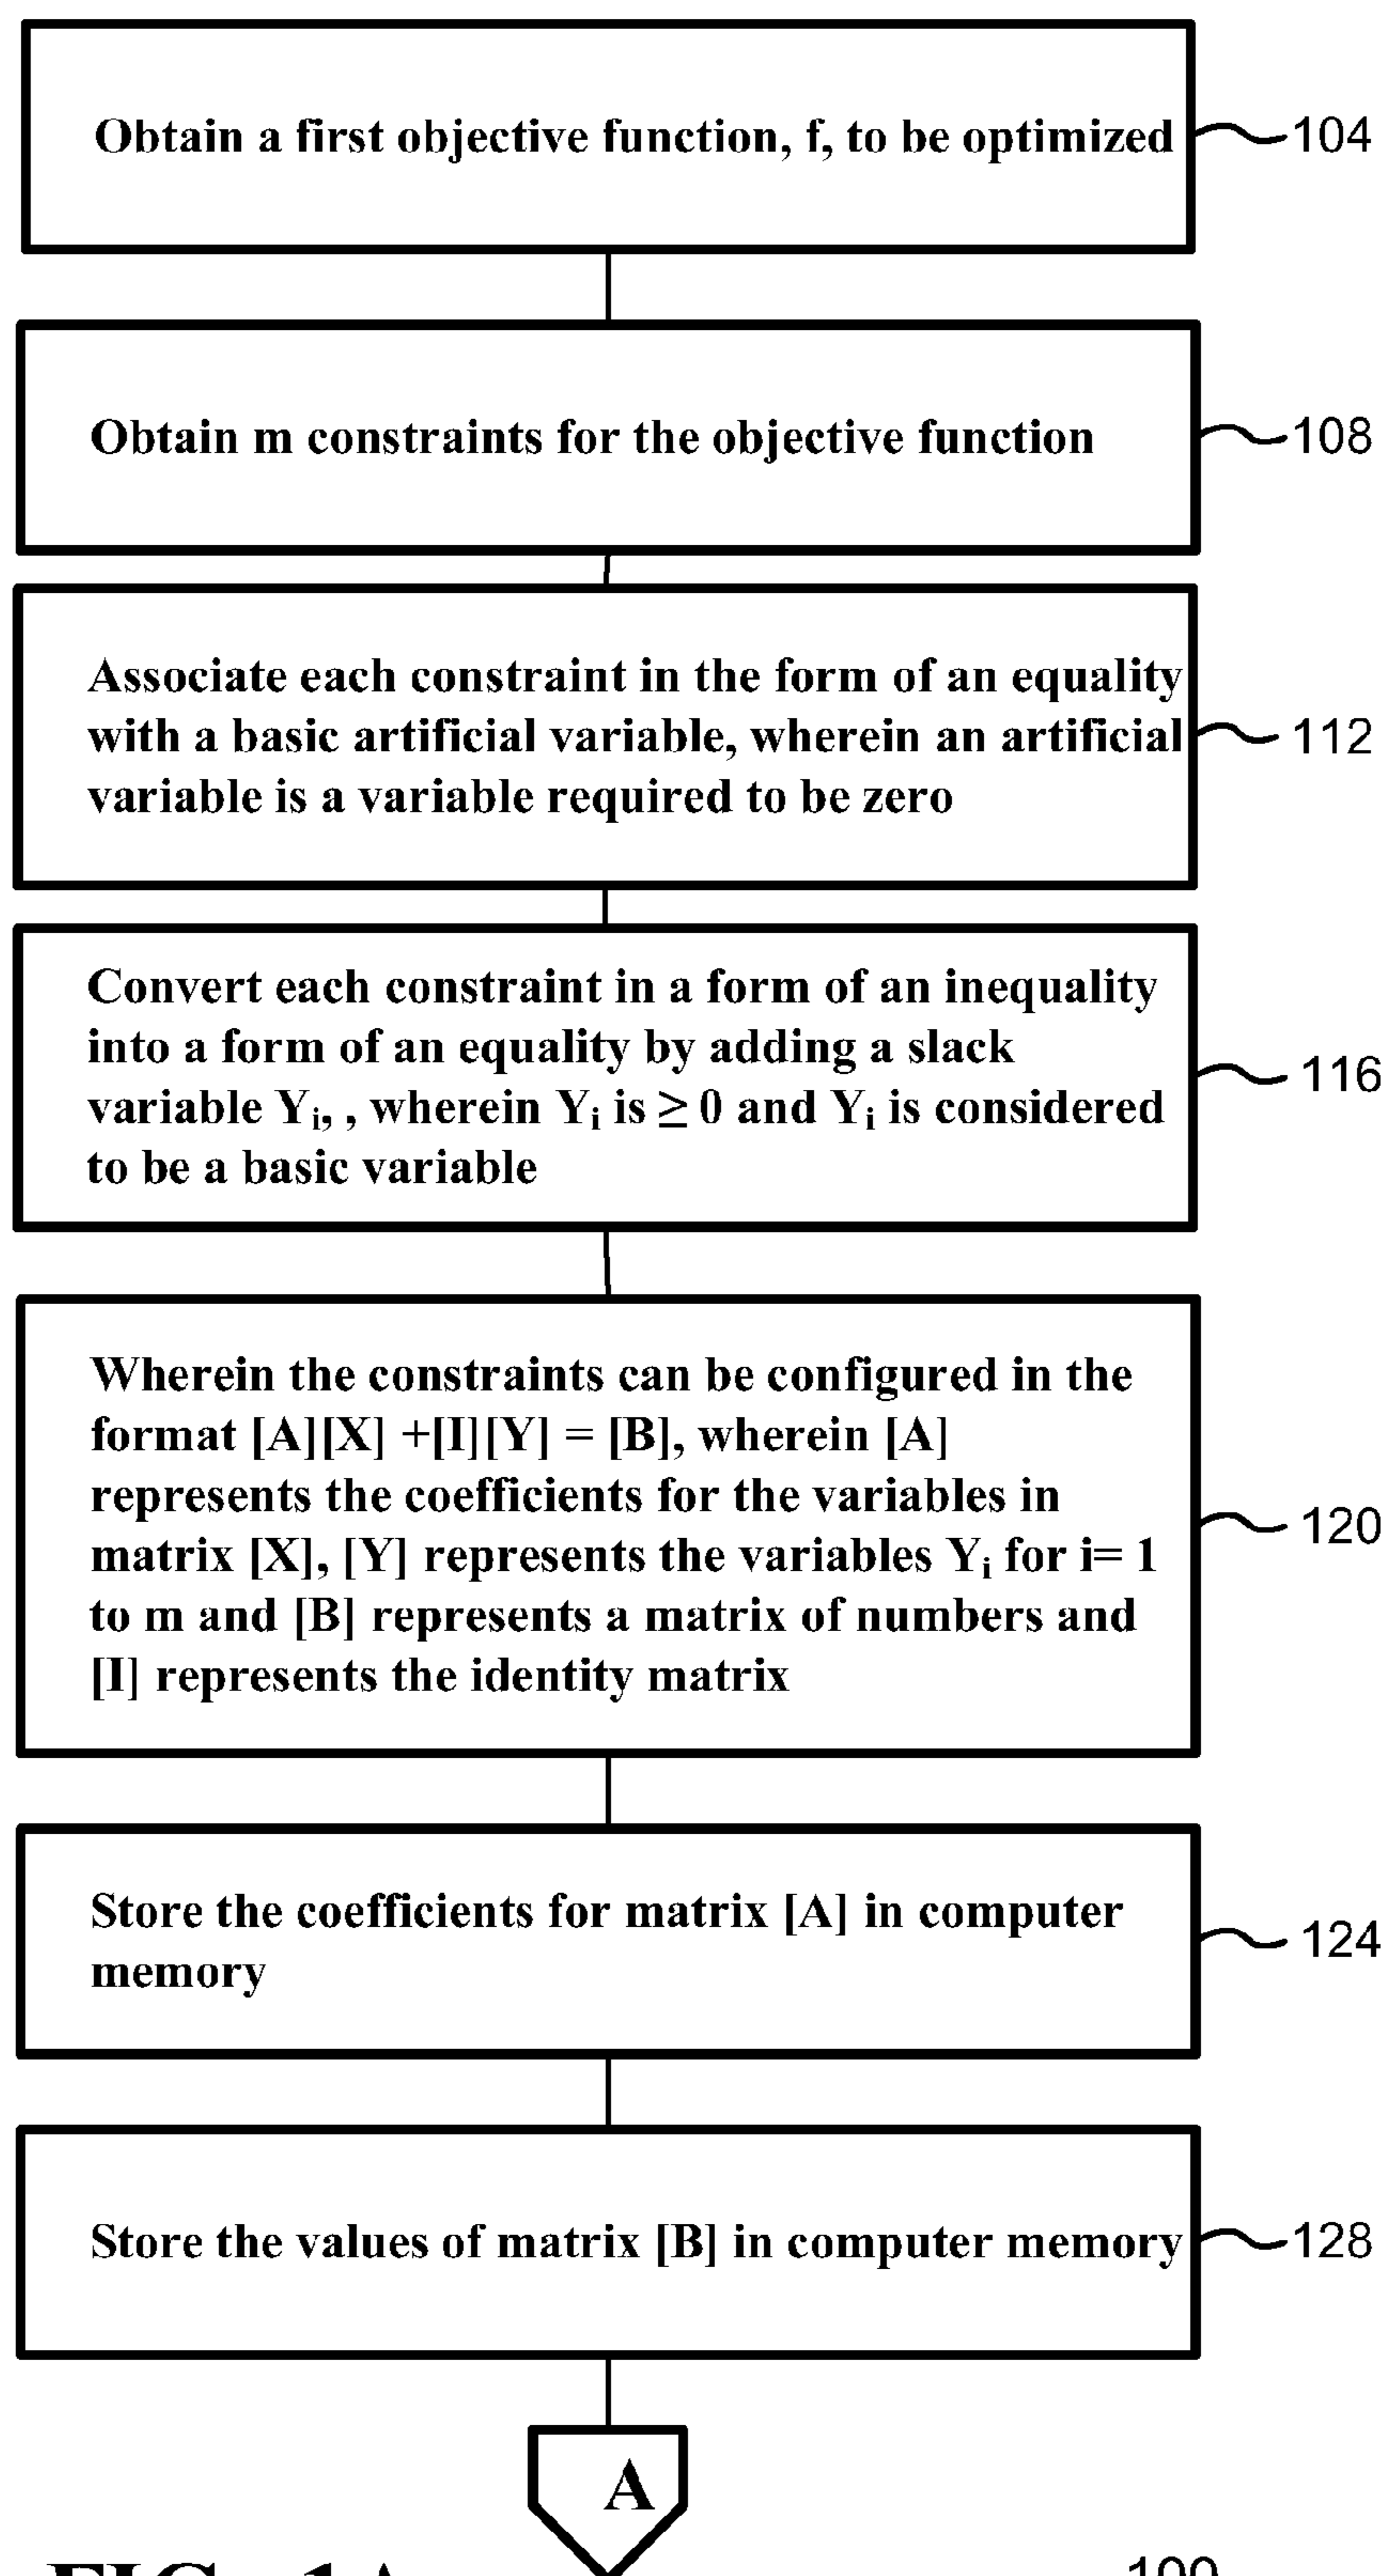 Obtain a first objective function, f, to be optimized
104
Obtain m constraints for the objective function
108
Associate each constraint in the form of an equality
with a basic artificial variable, wherein an artificial
variable is a variable required to be zero
112
Convert each constraint in a form of an inequality
into a form of an equality by adding a slack
variable Yi, , wherein Yi is ≥ 0 and Yi is considered
to be a basic variable
116
Wherein the constraints can be configured in the
format [A][X] +[I][Y] = [B], wherein [A]
represents the coefficients for the variables in
matrix [X], [Y] represents the variables Yi for i= 1
to m and [B] represents a matrix of numbers and
[I] represents the identity matrix
120
Store the coefficients for matrix [A] in computer
memory
124
Store the values of matrix [B] in computer memory
128
A